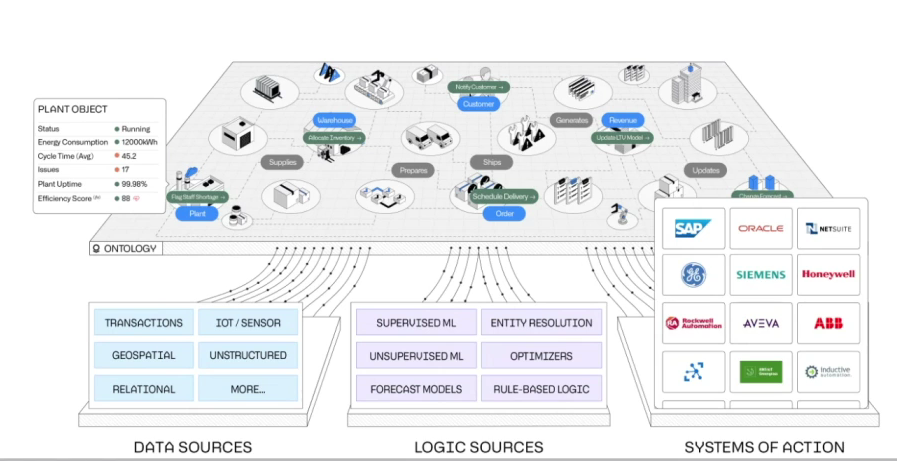 Notify Customer →
Customer
PLANT OBJECT
Status Running
Energy Consumption 12000kWh
Cycle Time (Avg) 45.2
Issues 17
Plant Uptime 99.98%
Efficiency Score 88
Warehouse
Allocate Inventory →
Generates
Revenue
Update LTV Model →
Supplies
Prepares
Ships
Updates
Flag Staff Shortage →
Plant
Schedule Delivery →
Order
ONTOLOGY
SAP
ORACLE
NETSUITE
GE
SIEMENS
Honeywell
Rockwell Automation
AVEVA
ABB
Inductive automation
TRANSACTIONS
IOT / SENSOR
GEOSPATIAL
UNSTRUCTURED
RELATIONAL
MORE...
SUPERVISED ML
ENTITY RESOLUTION
UNSUPERVISED ML
OPTIMIZERS
FORECAST MODELS
RULE-BASED LOGIC
DATA SOURCES
LOGIC SOURCES
SYSTEMS OF ACTION